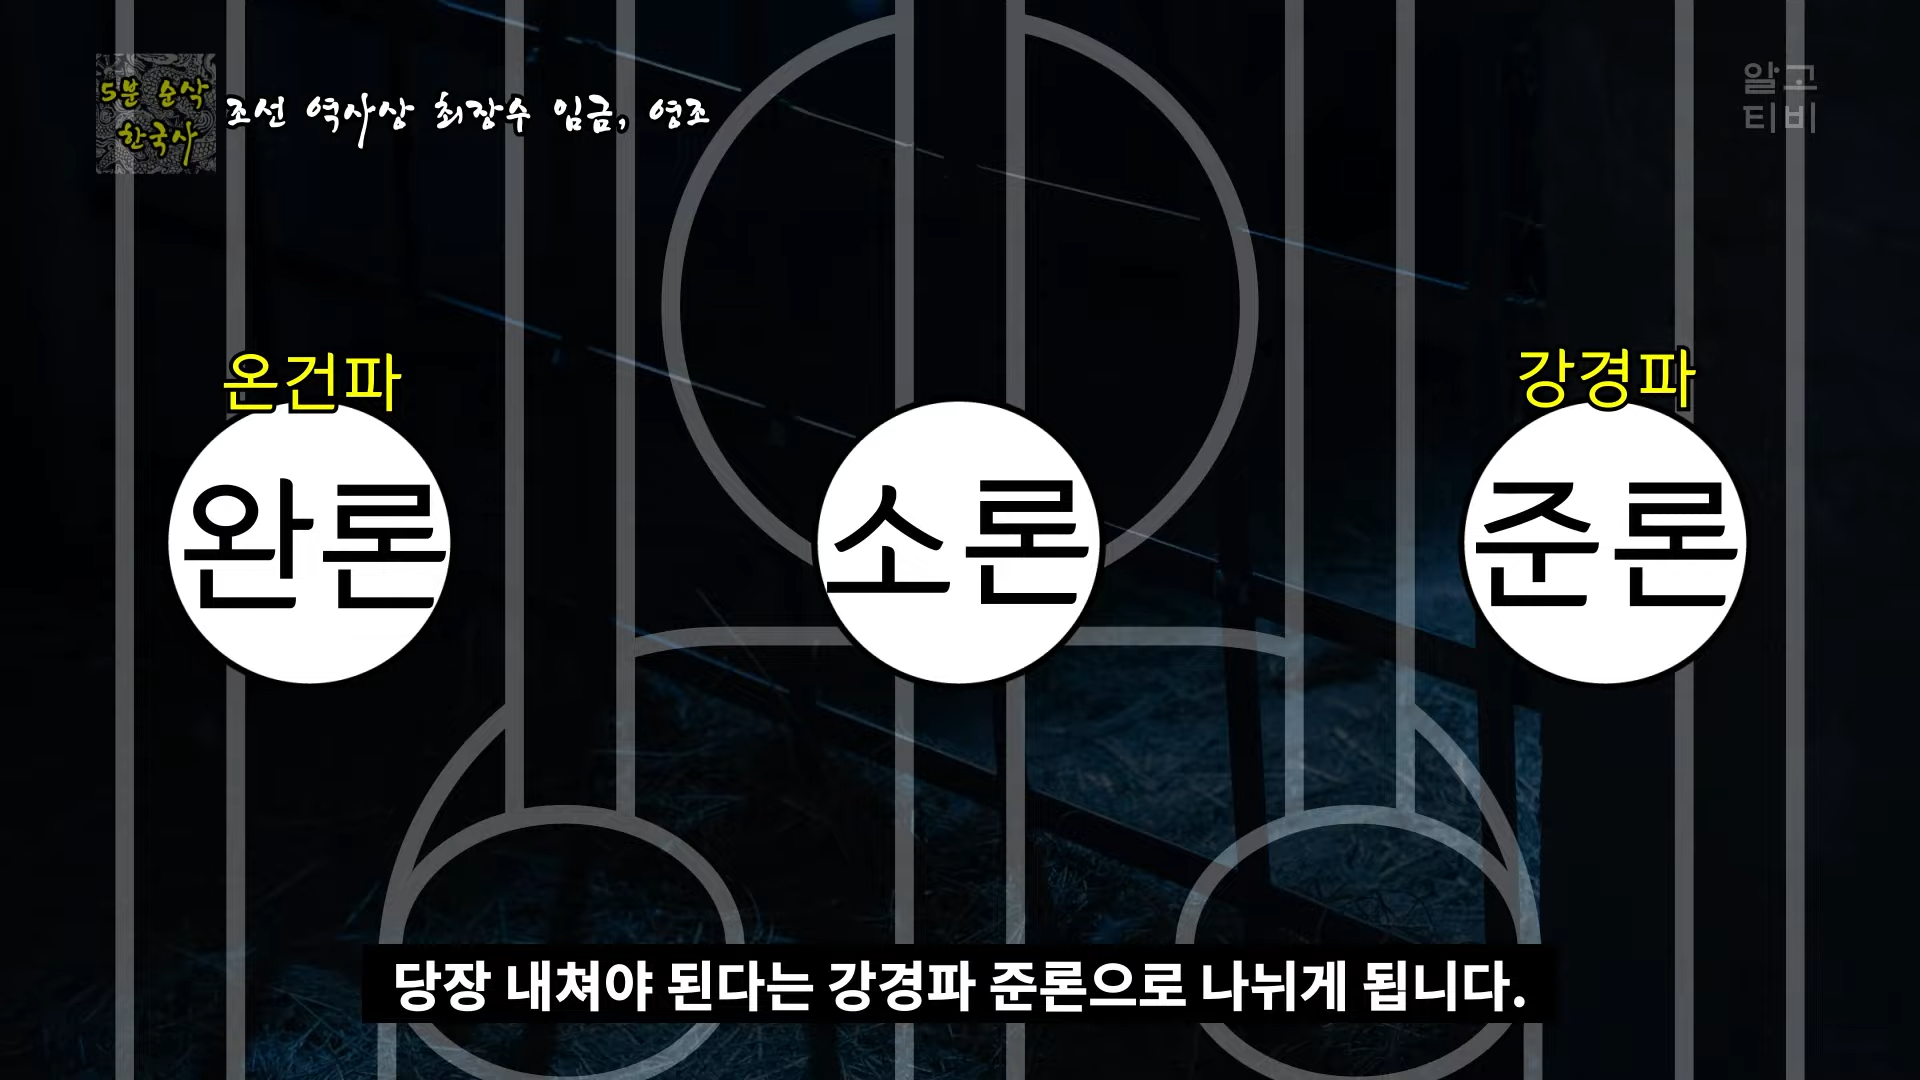 5분 순삭
한국사
조선 역사상 최장수 임금, 영조
알고
티비
온건파
강경파
완론
소론
준론
당장 내쳐야 된다는 강경파 준론으로 나뉘게 됩니다.